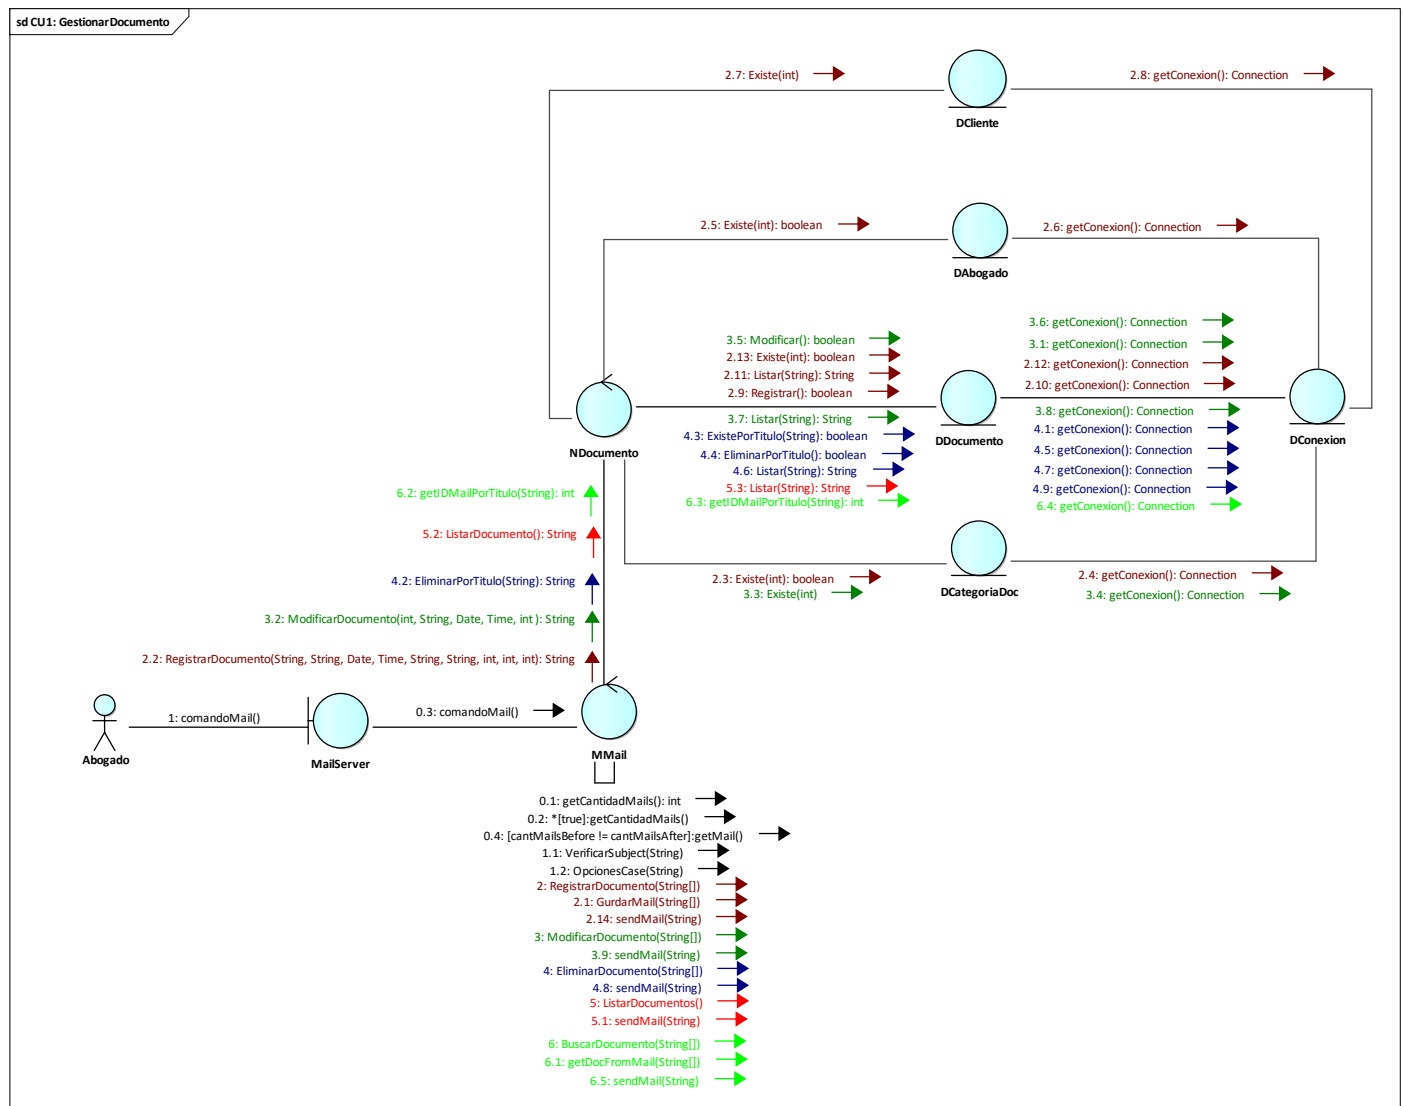 sd CU1: GestionarDocumento
2.7: Existe(int)
2.8: getConexion(): Connection
DCliente
2.5: Existe(int): boolean
2.6: getConexion(): Connection
DAbogado
3.6: getConexion(): Connection
3.5: Modificar(): boolean
3.1: getConexion(): Connection
2.13: Existe(int): boolean
2.12: getConexion(): Connection
2.11: Listar(String): String
2.10: getConexion(): Connection
2.9: Registrar(): boolean
3.7: Listar(String): String
3.8: getConexion(): Connection
4.3: ExistePorTitulo(String): boolean
4.1: getConexion(): Connection
NDocumento
DDocumento
DConexion
4.4: EliminarPorTitulo(): boolean
4.5: getConexion(): Connection
4.6: Listar(String): String
4.7: getConexion(): Connection
5.3: Listar(String): String
4.9: getConexion(): Connection
6.2: getIDMailPorTitulo(String): int
6.3: getIDMailPorTitulo(String): int
6.4: getConexion(): Connection
5.2: ListarDocumento(): String
4.2: EliminarPorTitulo(String): String
2.3: Existe(int): boolean
2.4: getConexion(): Connection
3.3: Existe(int)
DCategoriaDoc
3.4: getConexion(): Connection
3.2: ModificarDocumento(int, String, Date, Time, int ): String
2.2: RegistrarDocumento(String, String, Date, Time, String, String, int, int, int): String
1: comandoMail()
0.3: comandoMail()
Abogado
MailServer
MMail
0.1: getCantidadMails(): int
0.2: *[true]:getCantidadMails()
0.4: [cantMailsBefore != cantMailsAfter]:getMail()
1.1: VerificarSubject(String)
1.2: OpcionesCase(String)
2: RegistrarDocumento(String[])
2.1: GurdarMail(String[])
2.14: sendMail(String)
3: ModificarDocumento(String[])
3.9: sendMail(String)
4: EliminarDocumento(String[])
4.8: sendMail(String)
5: ListarDocumentos()
5.1: sendMail(String)
6: BuscarDocumento(String[])
6.1: getDocFromMail(String[])
6.5: sendMail(String)